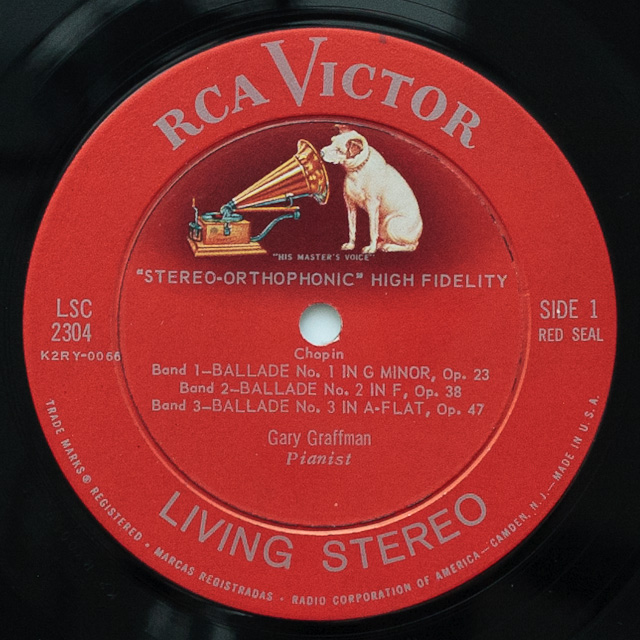 RCA VICTOR
"HIS MASTER'S VOICE"
"STEREO-ORTHOPHONIC" HIGH FIDELITY
LSC
2304
K2RY-0066
SIDE 1
RED SEAL
Chopin
Band 1—BALLADE No. 1 IN G MINOR, Op. 23
Band 2—BALLADE No. 2 IN F, Op. 38
Band 3—BALLADE No. 3 IN A-FLAT, Op. 47
Gary Graffman
Pianist
LIVING STEREO
TRADE MARKS® REGISTERED • MARCAS REGISTRADAS • RADIO CORPORATION OF AMERICA—CAMDEN, N. J.—MADE IN U.S.A.